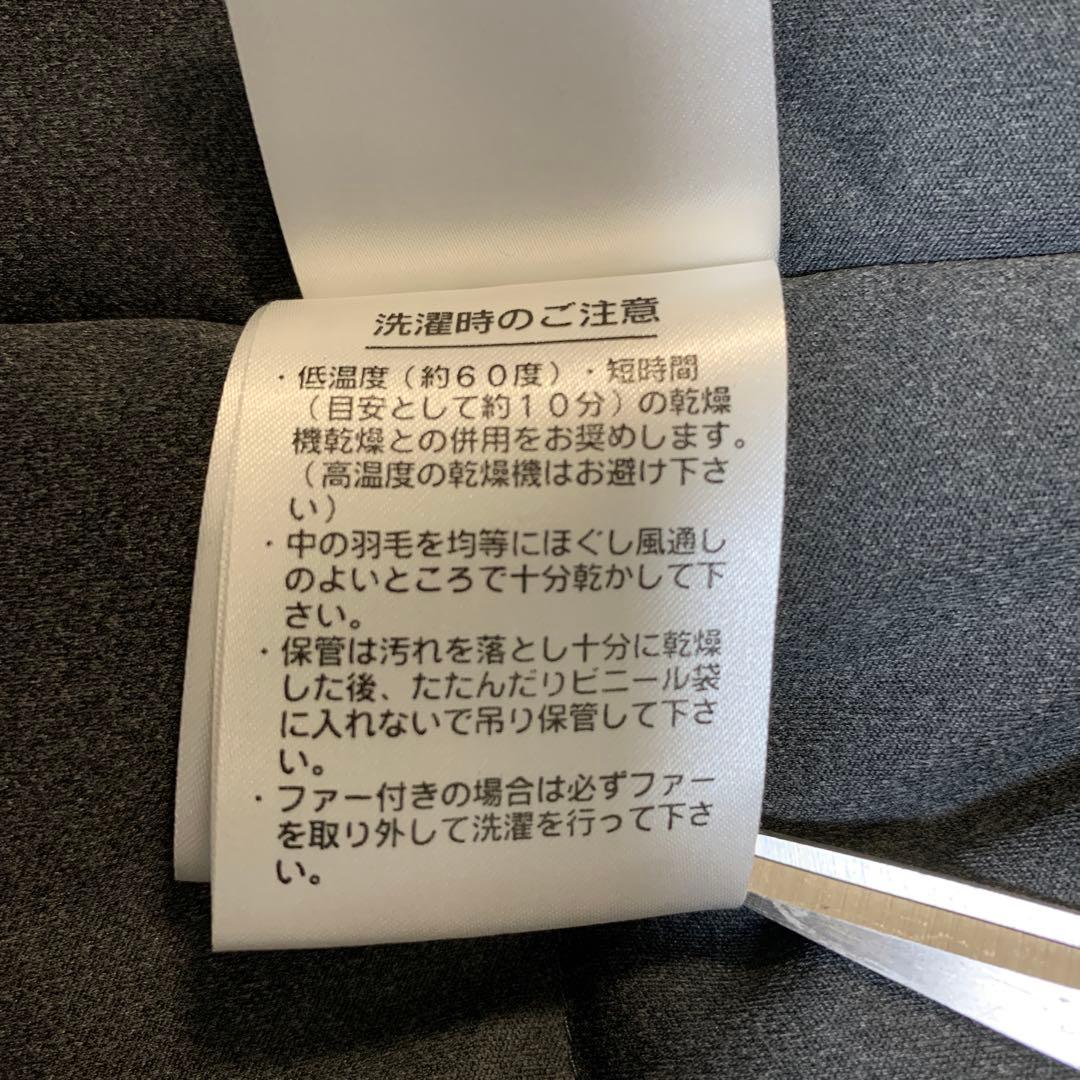 洗濯時のご注意
・低温度（約６０度）・短時間
（目安として約１０分）の乾燥
機乾燥との併用をお奨めします。
（高温度の乾燥機はお避け下さ
い）
・中の羽毛を均等にほぐし風通し
のよいところで十分乾かして下
さい。
・保管は汚れを落とし十分に乾燥
した後、たたんだりビニール袋
に入れないで吊り保管して下さ
い。
・ファー付きの場合は必ずファー
を取り外して洗濯を行って下さ
い。